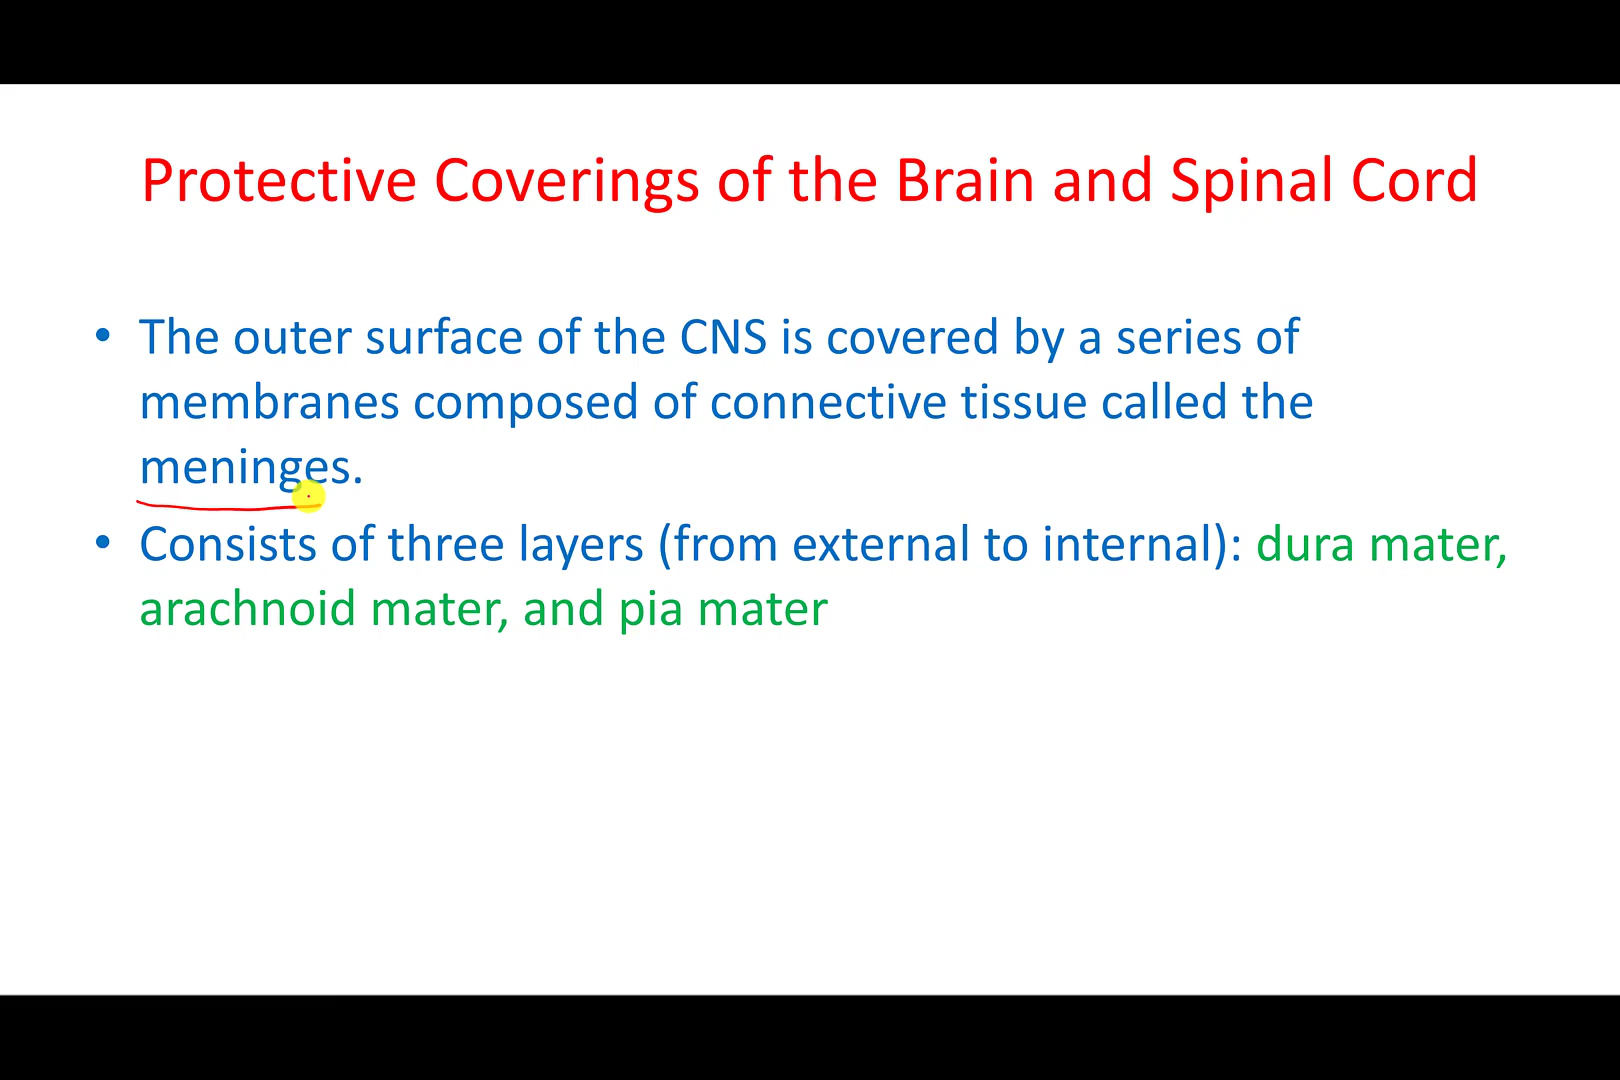 Protective Coverings of the Brain and Spinal Cord
• The outer surface of the CNS is covered by a series of
membranes composed of connective tissue called the
meninges.
• Consists of three layers (from external to internal): dura mater,
arachnoid mater, and pia mater